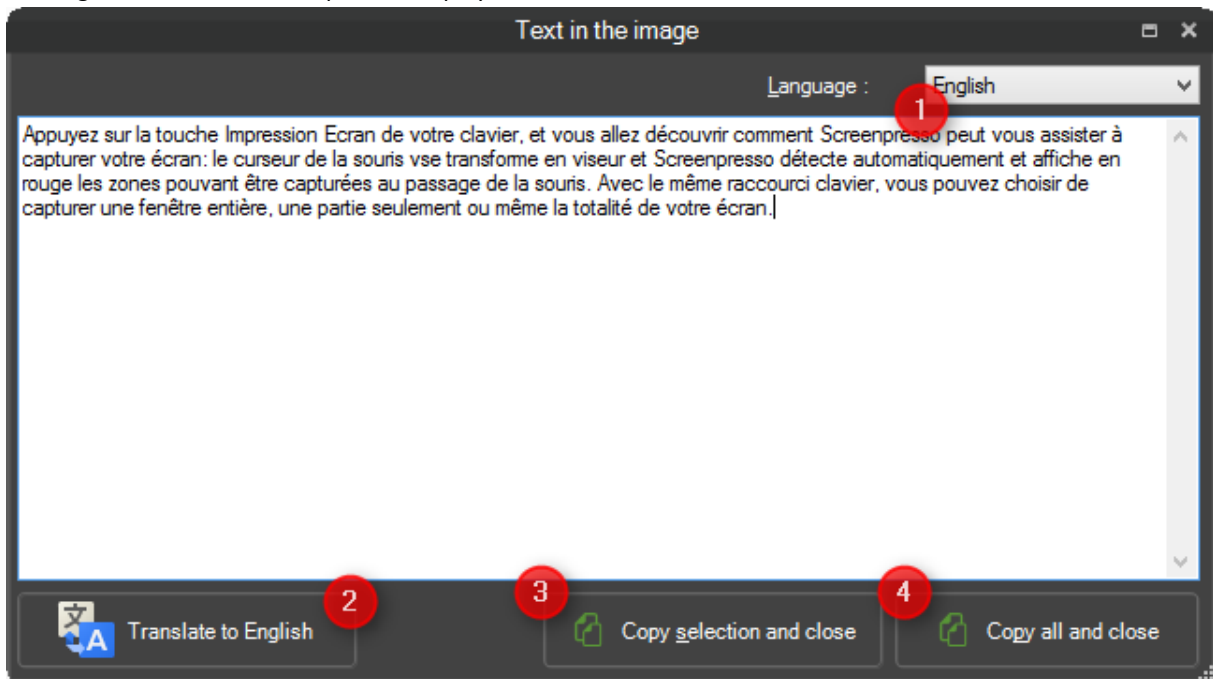 Text in the image
Language :
English
1
Appuyez sur la touche Impression Ecran de votre clavier, et vous allez découvrir comment Screenpresso peut vous assister à
capturer votre écran: le curseur de la souris vse transforme en viseur et Screenpresso détecte automatiquement et affiche en
rouge les zones pouvant être capturées au passage de la souris. Avec le même raccourci clavier, vous pouvez choisir de
capturer une fenêtre entière, une partie seulement ou même la totalité de votre écran.
2
3
4
文
A
Translate to English
Copy selection and close
Copy all and close